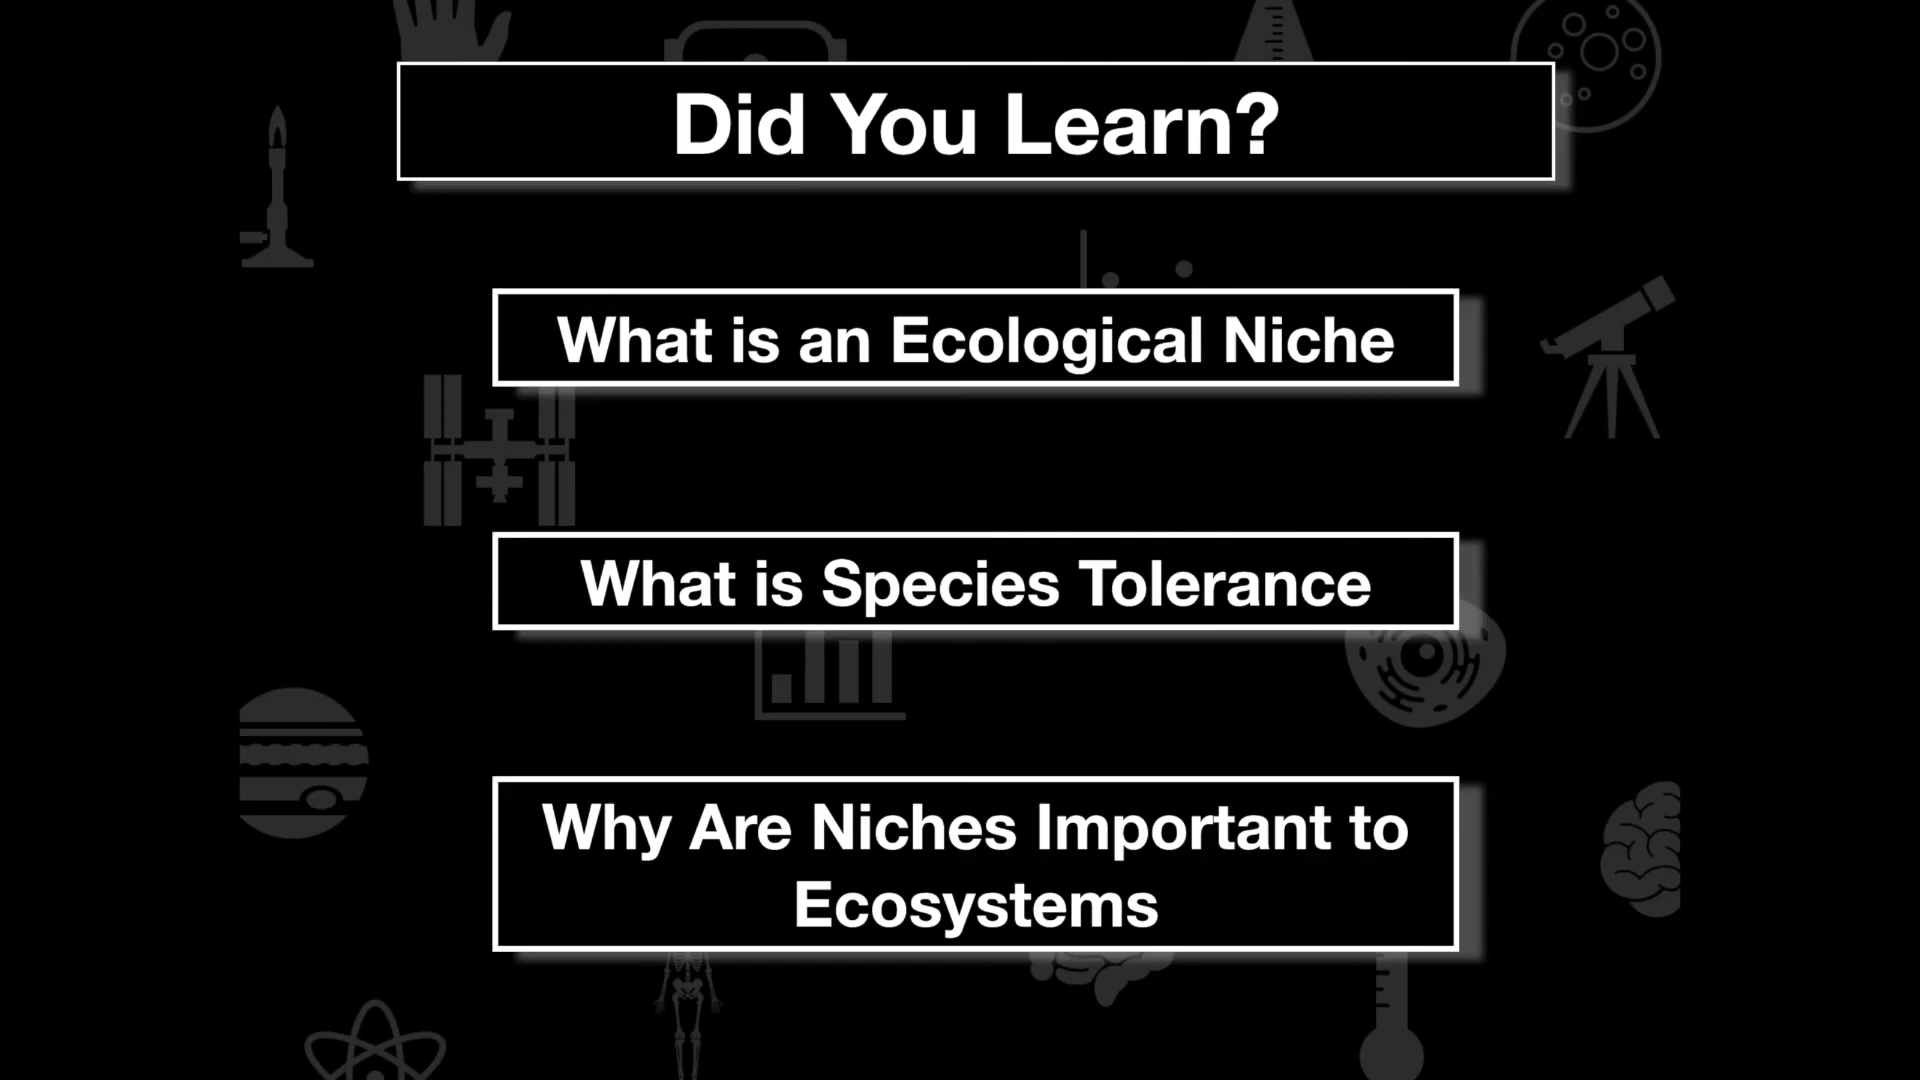 Did You Learn?
What is an Ecological Niche
What is Species Tolerance
Why Are Niches Important to
Ecosystems